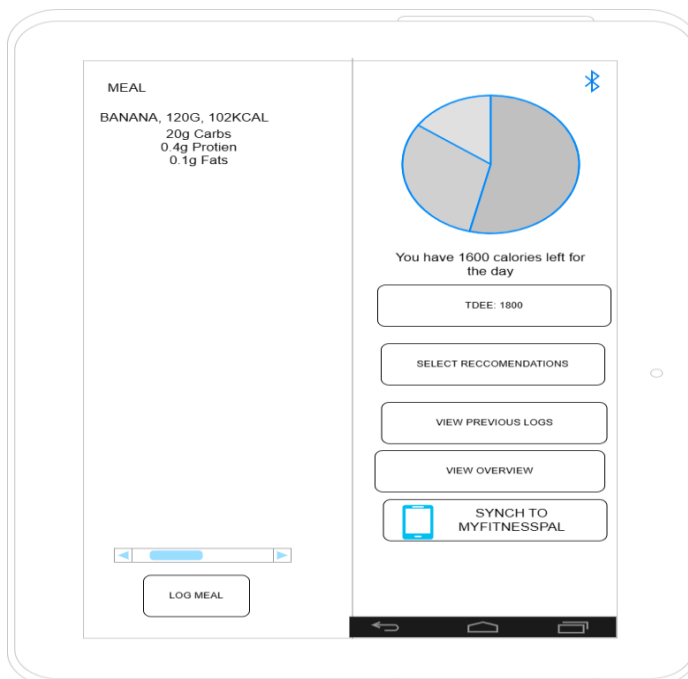 MEAL
BANANA, 120G, 102KCAL
20g Carbs
0.4g Protien
0.1g Fats
LOG MEAL
You have 1600 calories left for
the day
TDEE: 1800
SELECT RECCOMENDATIONS
VIEW PREVIOUS LOGS
VIEW OVERVIEW
SYNCH TO
MYFITNESSPAL